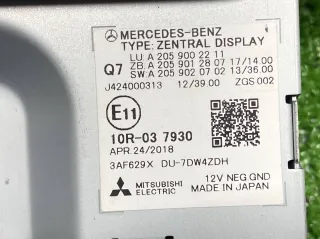 MERCEDES-BENZ
TYPE: ZENTRAL DISPLAY
LU: A 205 900 22 11
Q7 ZB: A 205 901 28 07 17/14.00
SW: A 205 902 07 02 13/36.00
J424000313 12/39.00 ZGS 002
E11
10R-03 7930
APR.24/2018
3AF629X DU-7DW4ZDH
MITSUBISHI ELECTRIC
12V NEG.GND
MADE IN JAPAN